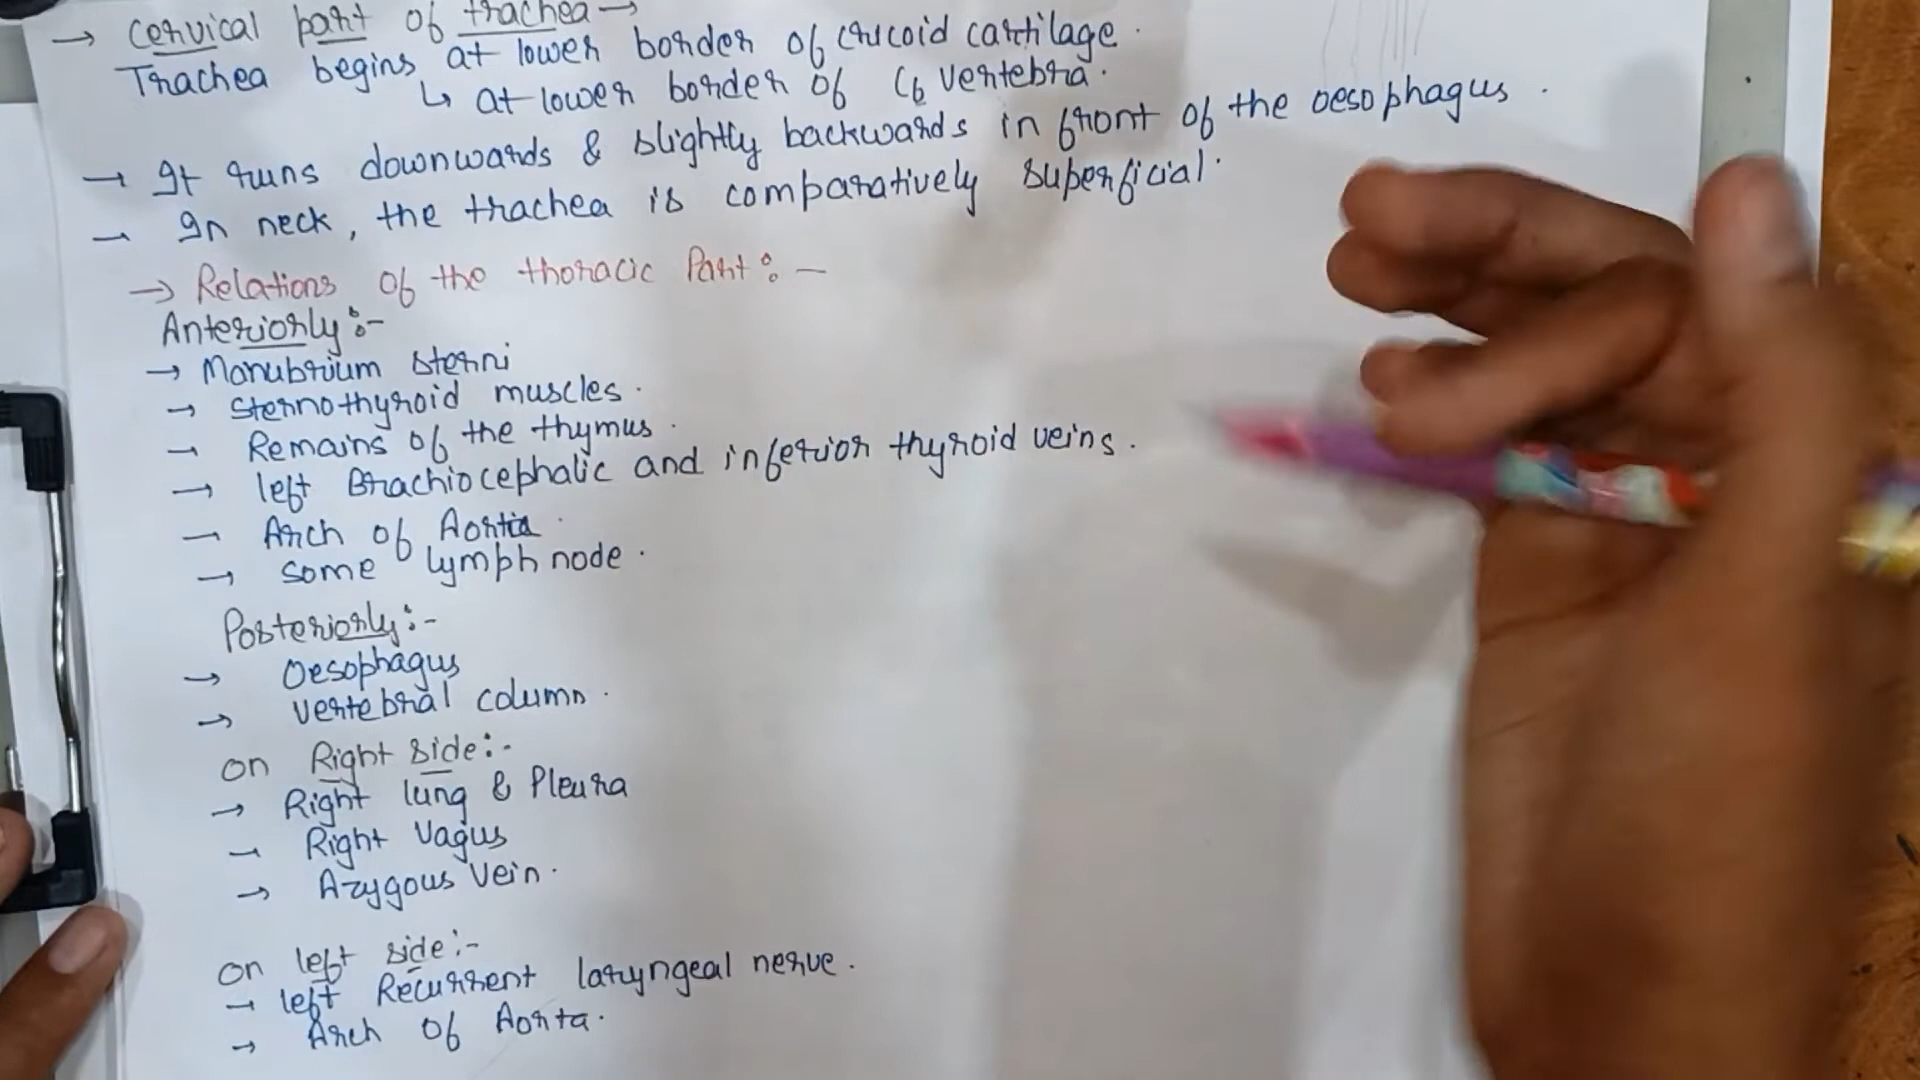 → Cervical part of trachea →
Trachea begins at lower border of cricoid cartilage.
↳ at lower border of C6 vertebra.
→ It runs downwards & slightly backwards in front of the oesophagus.
→ In neck, the trachea is comparatively superficial.
→ Relations of the thoracic Part :-
Anteriorly :-
→ Manubrium sterni
→ Sternothyroid muscles.
→ Remains of the thymus.
→ left Brachiocephalic and inferior thyroid veins.
→ Arch of Aorta.
→ some lymph node.
Posteriorly :-
→ Oesophagus
→ vertebral column.
on Right side :-
→ Right lung & Pleura
→ Right Vagus
→ Azygous Vein.
on left side :-
→ left Recurrent laryngeal nerve.
→ Arch of Aorta.